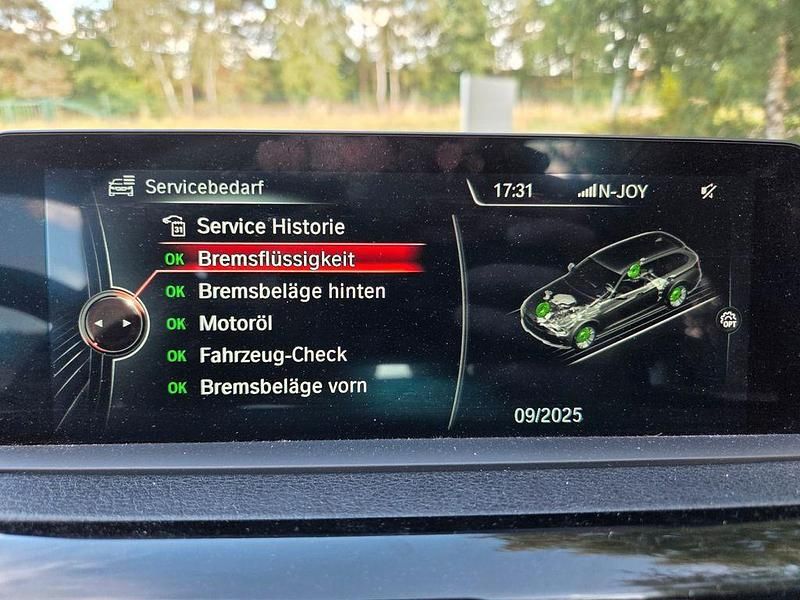 Servicebedarf
17:31 N-JOY
31 Service Historie
OK Bremsflüssigkeit
OK Bremsbeläge hinten
OK Motoröl
OK Fahrzeug-Check
OK Bremsbeläge vorn
OPT
09/2025